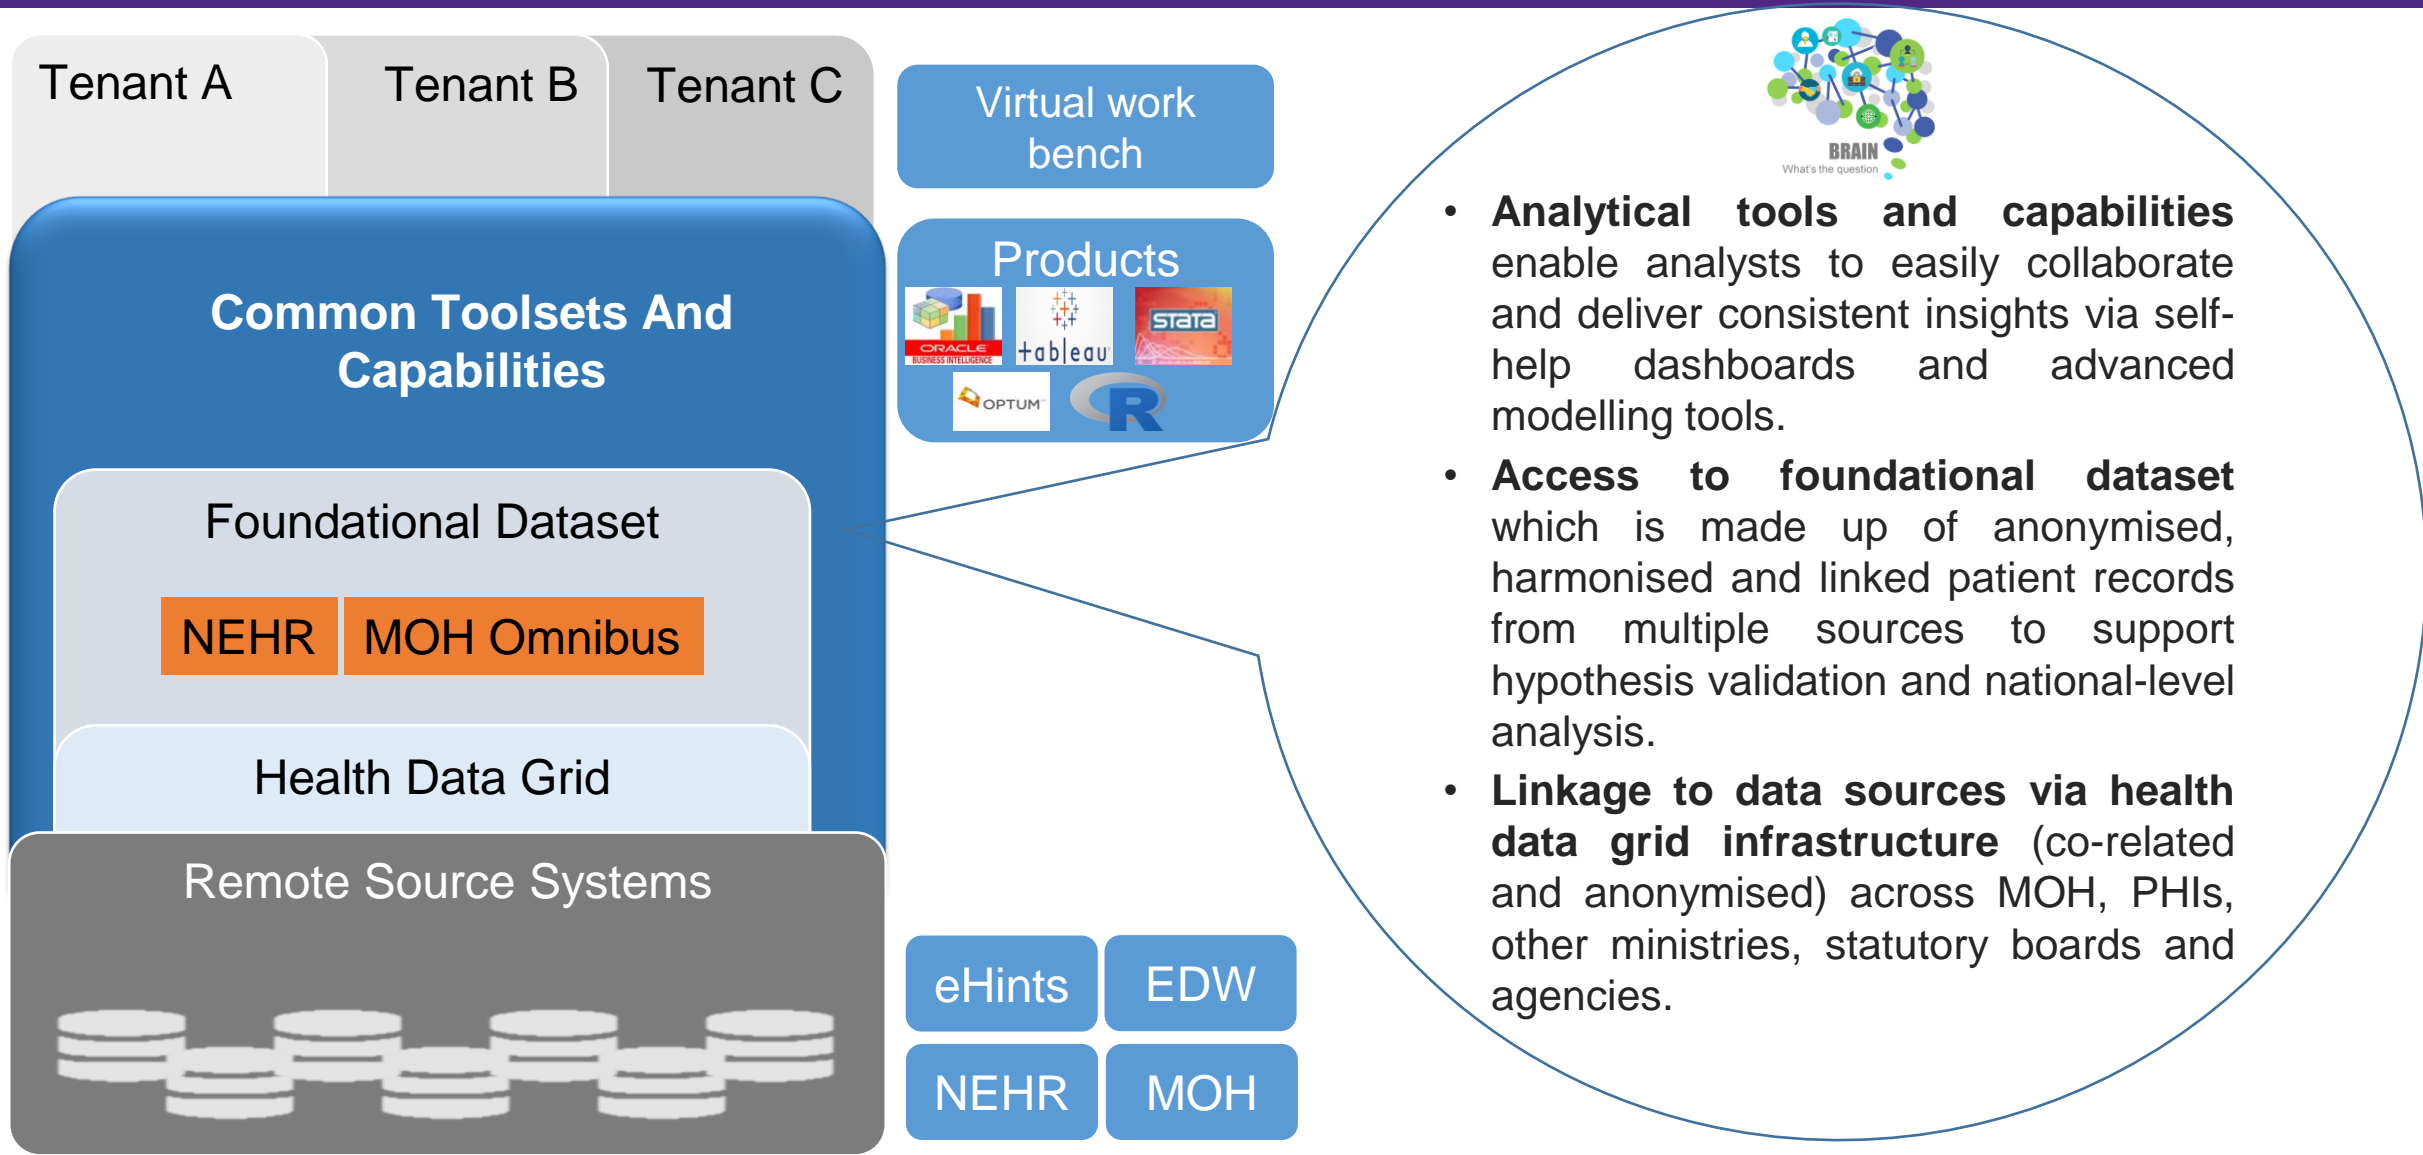 Tenant A
Tenant B
Tenant C
Common Toolsets And
Capabilities
Foundational Dataset
NEHR
MOH Omnibus
Health Data Grid
Remote Source Systems
Virtual work
bench
Products
ORACLE
BUSINESS INTELLIGENCE
+ableau
STATA
OPTUM™
R
eHints
EDW
NEHR
MOH
BRAIN
What's the question
• Analytical tools and capabilities
enable analysts to easily collaborate
and deliver consistent insights via self-
help dashboards and advanced
modelling tools.
• Access to foundational dataset
which is made up of anonymised,
harmonised and linked patient records
from multiple sources to support
hypothesis validation and national-level
analysis.
• Linkage to data sources via health
data grid infrastructure (co-related
and anonymised) across MOH, PHIs,
other ministries, statutory boards and
agencies.